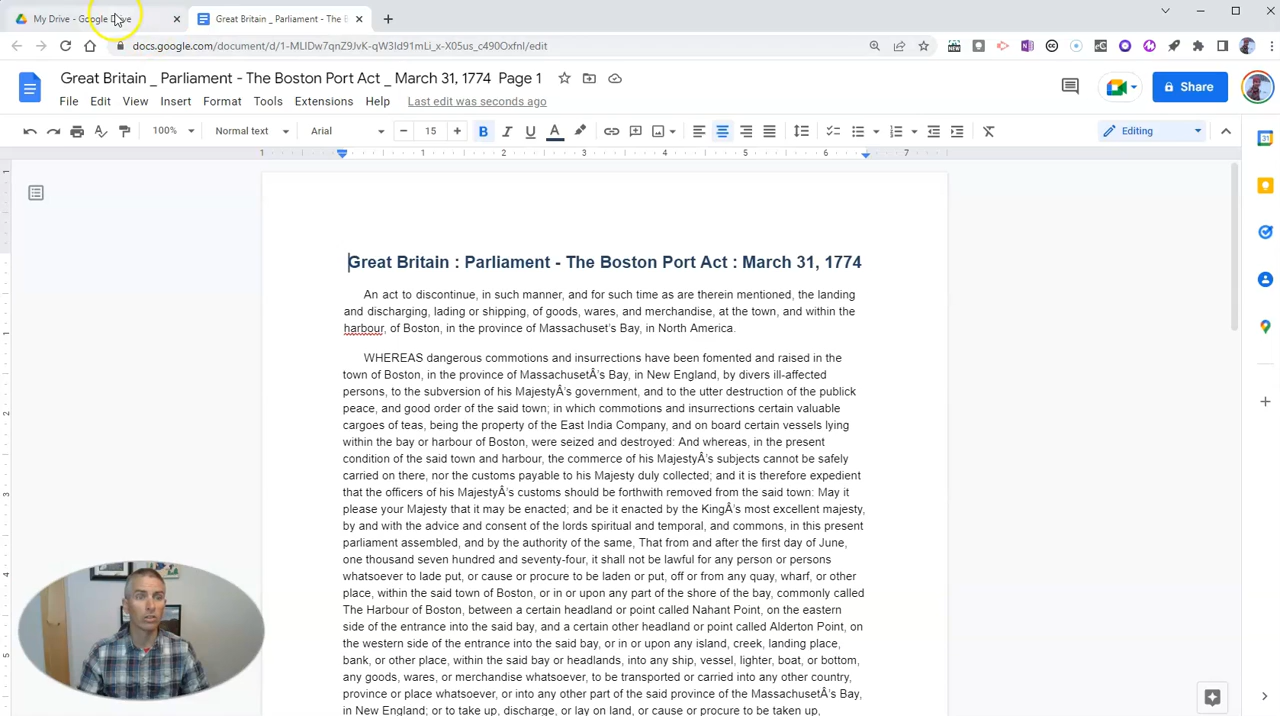 My Drive - Google Drive
Great Britain _ Parliament - The B
docs.google.com/document/d/1-MLIDw7qnZ9JvK-qW3Id91mLi_x-X05us_c490Oxfnl/edit
Great Britain _ Parliament - The Boston Port Act _ March 31, 1774 Page 1
Share
File Edit View Insert Format Tools Extensions Help Last edit was seconds ago
100% Normal text Arial 15 B I U A Editing
1 1 2 3 4 5 6 7
Great Britain : Parliament - The Boston Port Act : March 31, 1774
An act to discontinue, in such manner, and for such time as are therein mentioned, the landing
and discharging, lading or shipping, of goods, wares, and merchandise, at the town, and within the
harbour, of Boston, in the province of Massachuset's Bay, in North America.
WHEREAS dangerous commotions and insurrections have been fomented and raised in the
town of Boston, in the province of MassachusetÂ's Bay, in New England, by divers ill-affected
persons, to the subversion of his MajestyÂ's government, and to the utter destruction of the publick
peace, and good order of the said town; in which commotions and insurrections certain valuable
cargoes of teas, being the property of the East India Company, and on board certain vessels lying
within the bay or harbour of Boston, were seized and destroyed: And whereas, in the present
condition of the said town and harbour, the commerce of his MajestyÂ's subjects cannot be safely
carried on there, nor the customs payable to his Majesty duly collected; and it is therefore expedient
that the officers of his MajestyÂ's customs should be forthwith removed from the said town: May it
please your Majesty that it may be enacted; and be it enacted by the KingÂ's most excellent majesty,
by and with the advice and consent of the lords spiritual and temporal, and commons, in this present
parliament assembled, and by the authority of the same, That from and after the first day of June,
one thousand seven hundred and seventy-four, it shall not be lawful for any person or persons
whatsoever to lade put, or cause or procure to be laden or put, off or from any quay, wharf, or other
place, within the said town of Boston, or in or upon any part of the shore of the bay, commonly called
The Harbour of Boston, between a certain headland or point called Nahant Point, on the eastern
side of the entrance into the said bay, and a certain other headland or point called Alderton Point, on
the western side of the entrance into the said bay, or in or upon any island, creek, landing place,
bank, or other place, within the said bay or headlands, into any ship, vessel, lighter, boat, or bottom,
any goods, wares, or merchandise whatsoever, to be transported or carried into any other country,
province or place whatsoever, or into any other part of the said province of the MassachusetÂ's Bay,
in New England; or to take up, discharge, or lay on land, or cause or procure to be taken up,